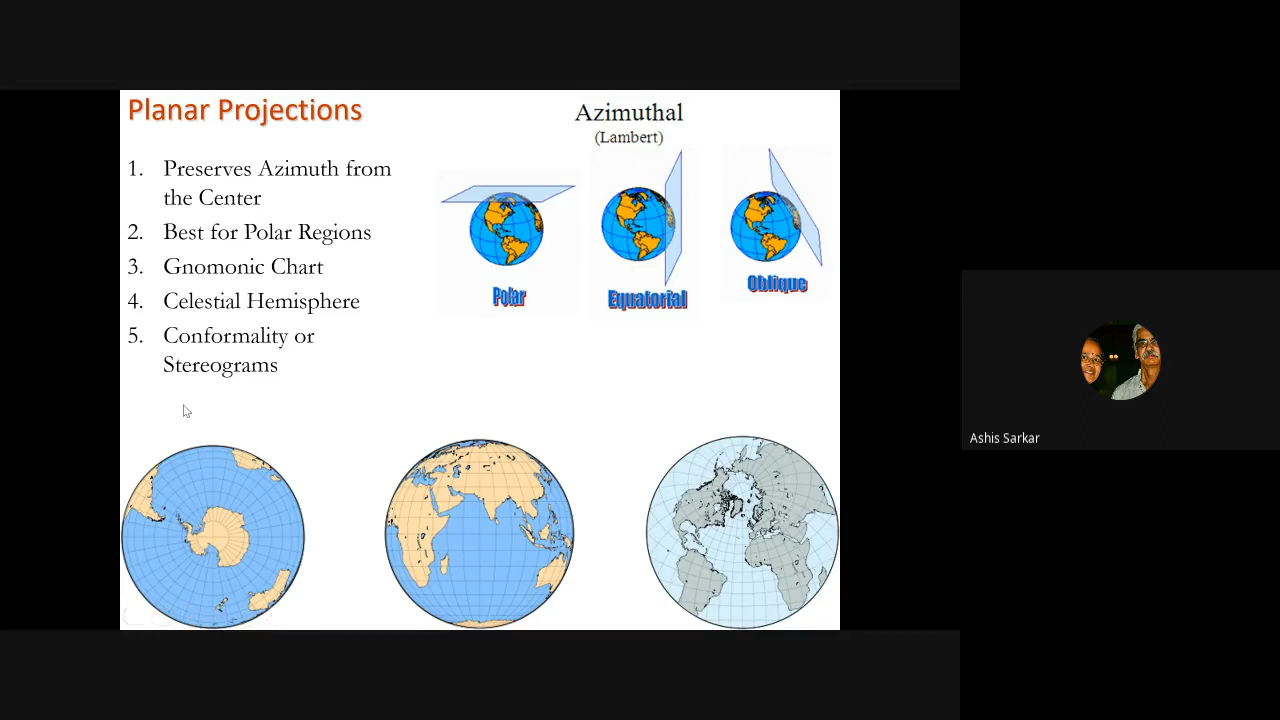 Planar Projections
Azimuthal
(Lambert)
1. Preserves Azimuth from
the Center
2. Best for Polar Regions
3. Gnomonic Chart
4. Celestial Hemisphere
5. Conformality or
Stereograms
Polar
Equatorial
Oblique
Ashis Sarkar